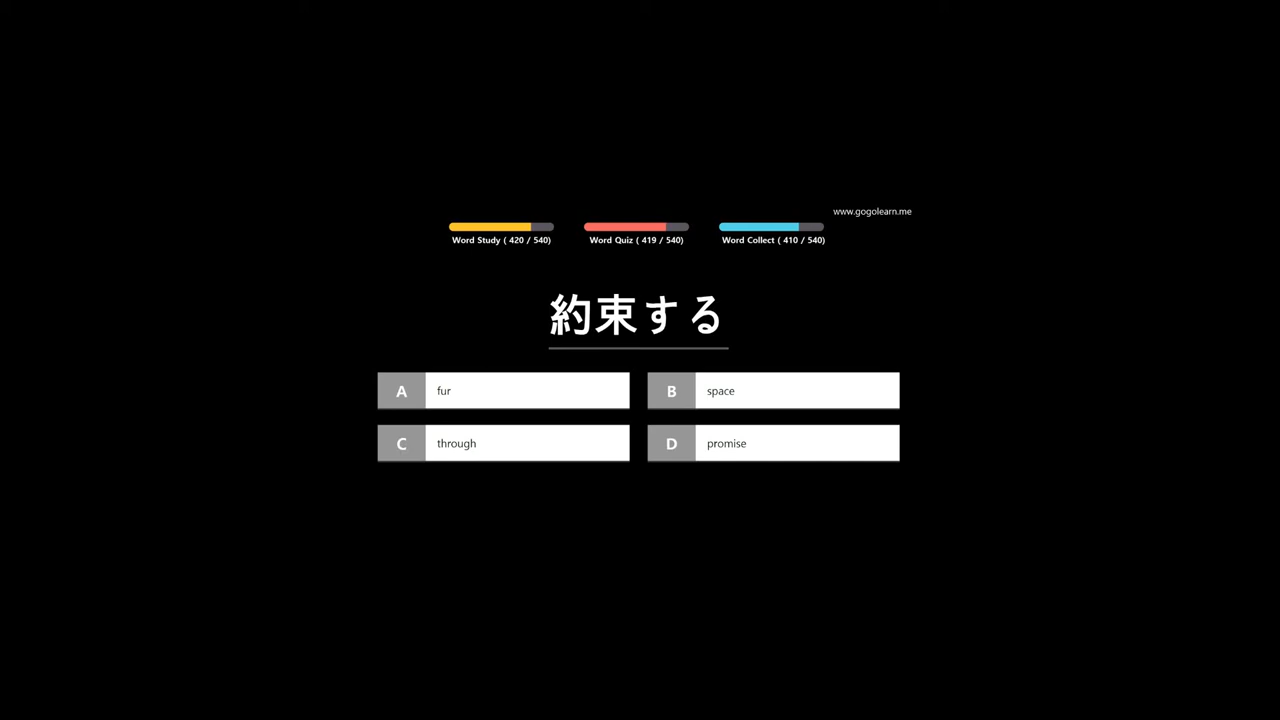 www.gogolearn.me
Word Study ( 420 / 540) Word Quiz ( 419 / 540) Word Collect ( 410 / 540)
約束する
A fur B space
C through D promise